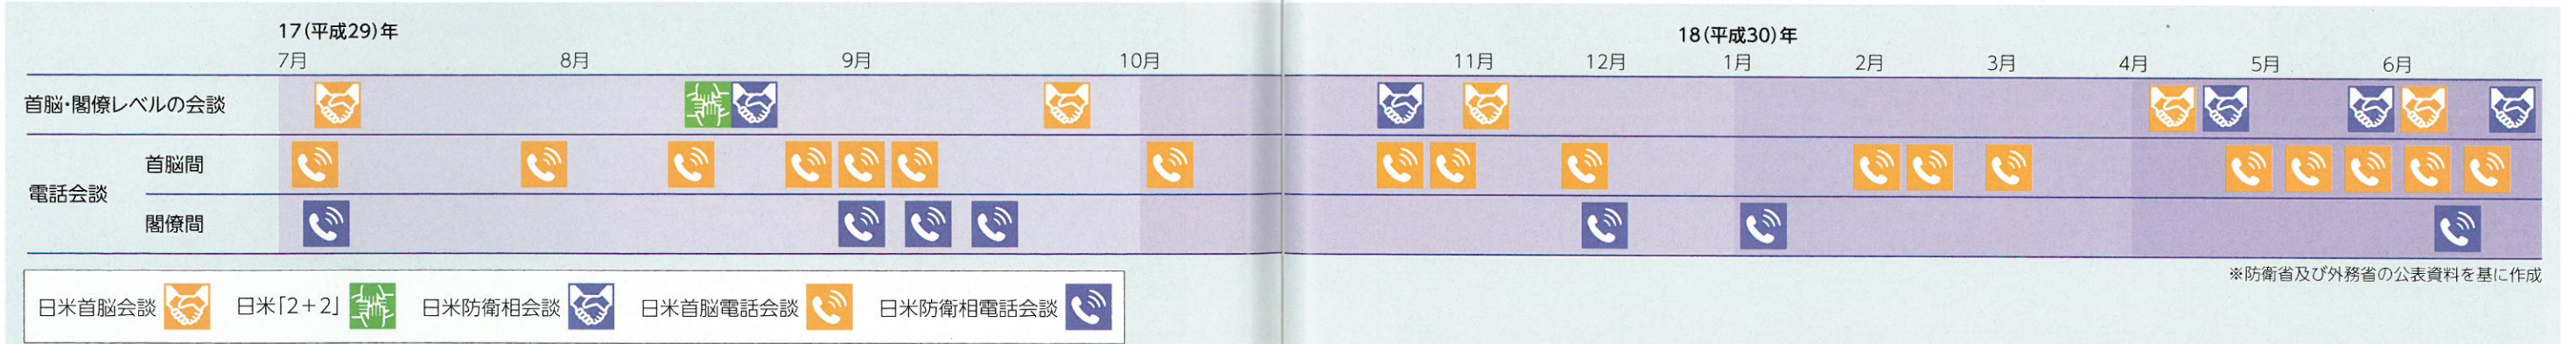 17(平成29)年
18(平成30)年
7月 8月 9月 10月 11月 12月 1月 2月 3月 4月 5月 6月
首脳・閣僚レベルの会談
首脳間
電話会談
閣僚間
※防衛省及び外務省の公表資料を基に作成
日米首脳会談 日米「2+2」 日米防衛相会談 日米首脳電話会談 日米防衛相電話会談